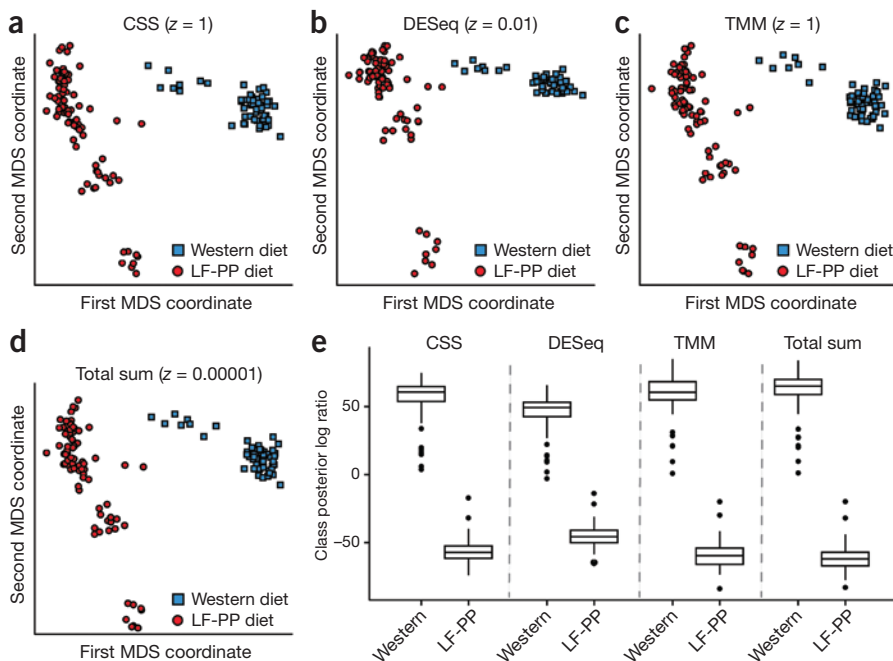 a
CSS (z = 1)
Second MDS coordinate
Western diet
LF-PP diet
First MDS coordinate
b
DESeq (z = 0.01)
Second MDS coordinate
Western diet
LF-PP diet
First MDS coordinate
c
TMM (z = 1)
Second MDS coordinate
Western diet
LF-PP diet
First MDS coordinate
d
Total sum (z = 0.00001)
Second MDS coordinate
Western diet
LF-PP diet
First MDS coordinate
e
CSS DESeq TMM Total sum
Class posterior log ratio
50
0
−50
Western LF-PP Western LF-PP Western LF-PP Western LF-PP